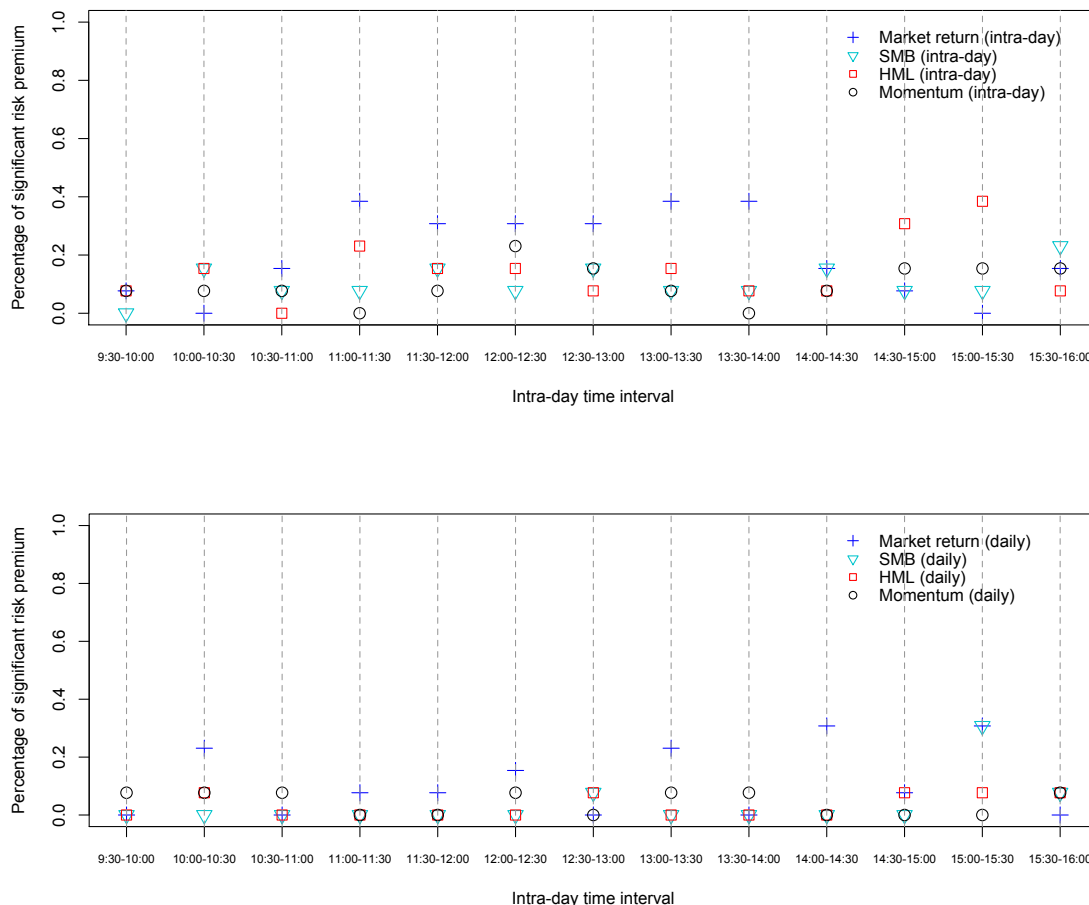 Percentage of significant risk premium
1.0
0.8
0.6
0.4
0.2
0.0
Market return (intra-day)
SMB (intra-day)
HML (intra-day)
Momentum (intra-day)
9:30-10:00 10:00-10:30 10:30-11:00 11:00-11:30 11:30-12:00 12:00-12:30 12:30-13:00 13:00-13:30 13:30-14:00 14:00-14:30 14:30-15:00 15:00-15:30 15:30-16:00
Intra-day time interval
Percentage of significant risk premium
1.0
0.8
0.6
0.4
0.2
0.0
Market return (daily)
SMB (daily)
HML (daily)
Momentum (daily)
9:30-10:00 10:00-10:30 10:30-11:00 11:00-11:30 11:30-12:00 12:00-12:30 12:30-13:00 13:00-13:30 13:30-14:00 14:00-14:30 14:30-15:00 15:00-15:30 15:30-16:00
Intra-day time interval